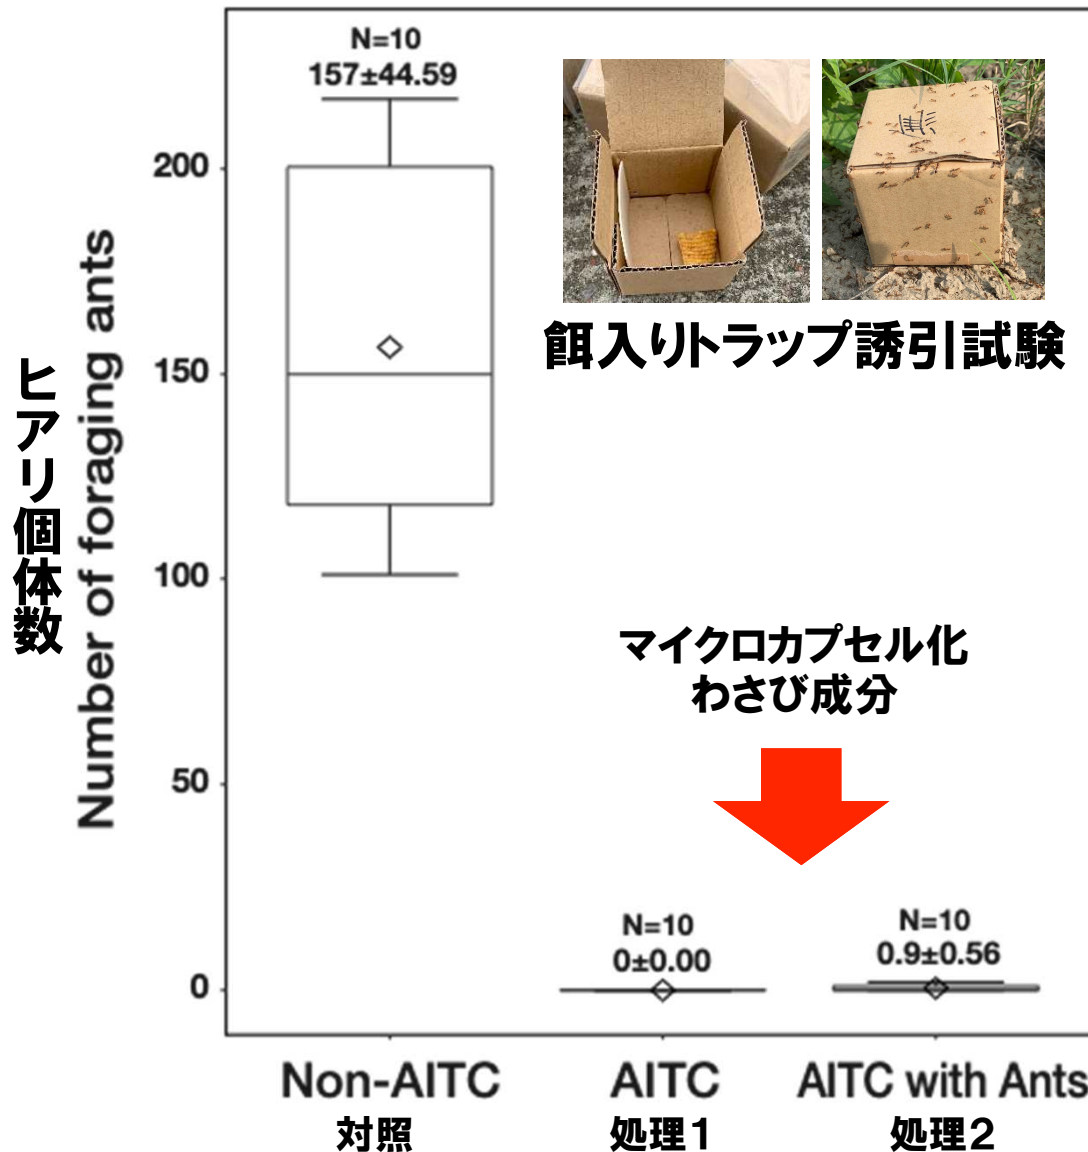 N=10
157±44.59
200
150
100
50
0
ヒアリ個体数
Number of foraging ants
無
餌入りトラップ誘引試験
マイクロカプセル化
わさび成分
N=10
0±0.00
N=10
0.9±0.56
Non-AITC
AITC
AITC with Ants
対照
処理1
処理2